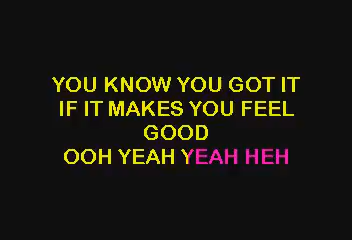 YOU KNOW YOU GOT IT
IF IT MAKES YOU FEEL
GOOD
OOH YEAH YEAH HEH